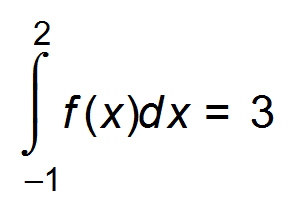 2
∫ f(x)dx = 3
–1